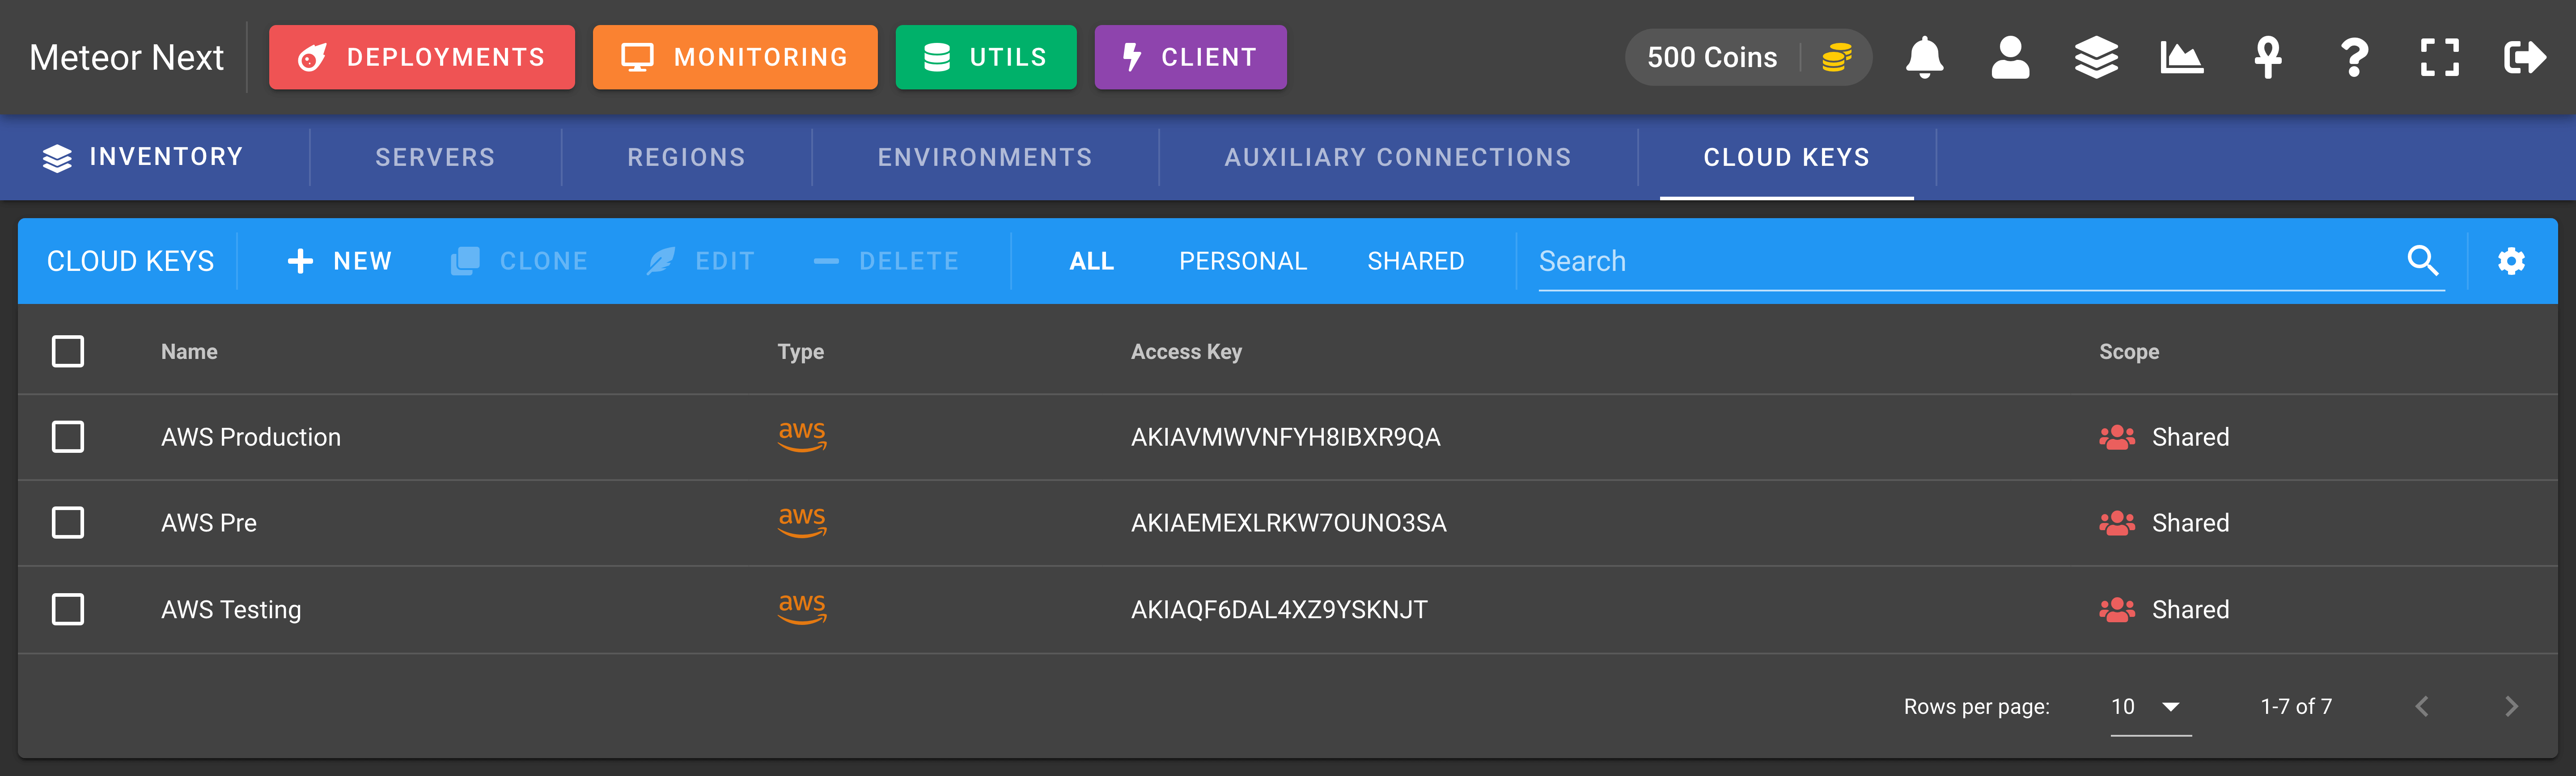 Meteor Next DEPLOYMENTS MONITORING UTILS CLIENT 500 Coins ?
INVENTORY SERVERS REGIONS ENVIRONMENTS AUXILIARY CONNECTIONS CLOUD KEYS
CLOUD KEYS NEW CLONE EDIT DELETE ALL PERSONAL SHARED Search
Name Type Access Key Scope
AWS Production aws AKIAVMWVNFYH8IBXR9QA Shared
AWS Pre aws AKIAEMEXLRKW7OUNO3SA Shared
AWS Testing aws AKIAQF6DAL4XZ9YSKNJT Shared
Rows per page: 10 1-7 of 7